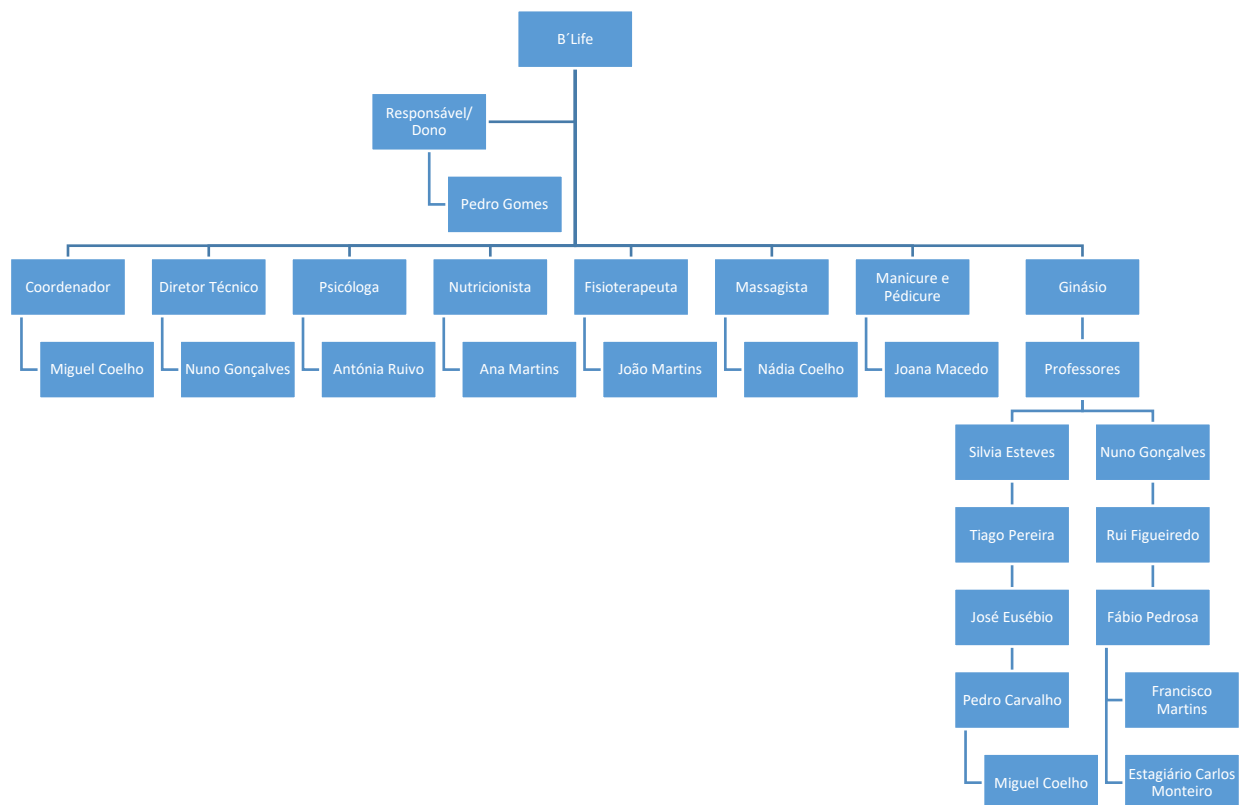 B´Life
Responsável/
Dono
Pedro Gomes
Coordenador
Diretor Técnico
Psicóloga
Nutricionista
Fisioterapeuta
Massagista
Manicure e
Pédicure
Ginásio
Miguel Coelho
Nuno Gonçalves
Antónia Ruivo
Ana Martins
João Martins
Nádia Coelho
Joana Macedo
Professores
Silvia Esteves
Nuno Gonçalves
Tiago Pereira
Rui Figueiredo
José Eusébio
Fábio Pedrosa
Pedro Carvalho
Francisco
Martins
Miguel Coelho
Estagiário Carlos
Monteiro